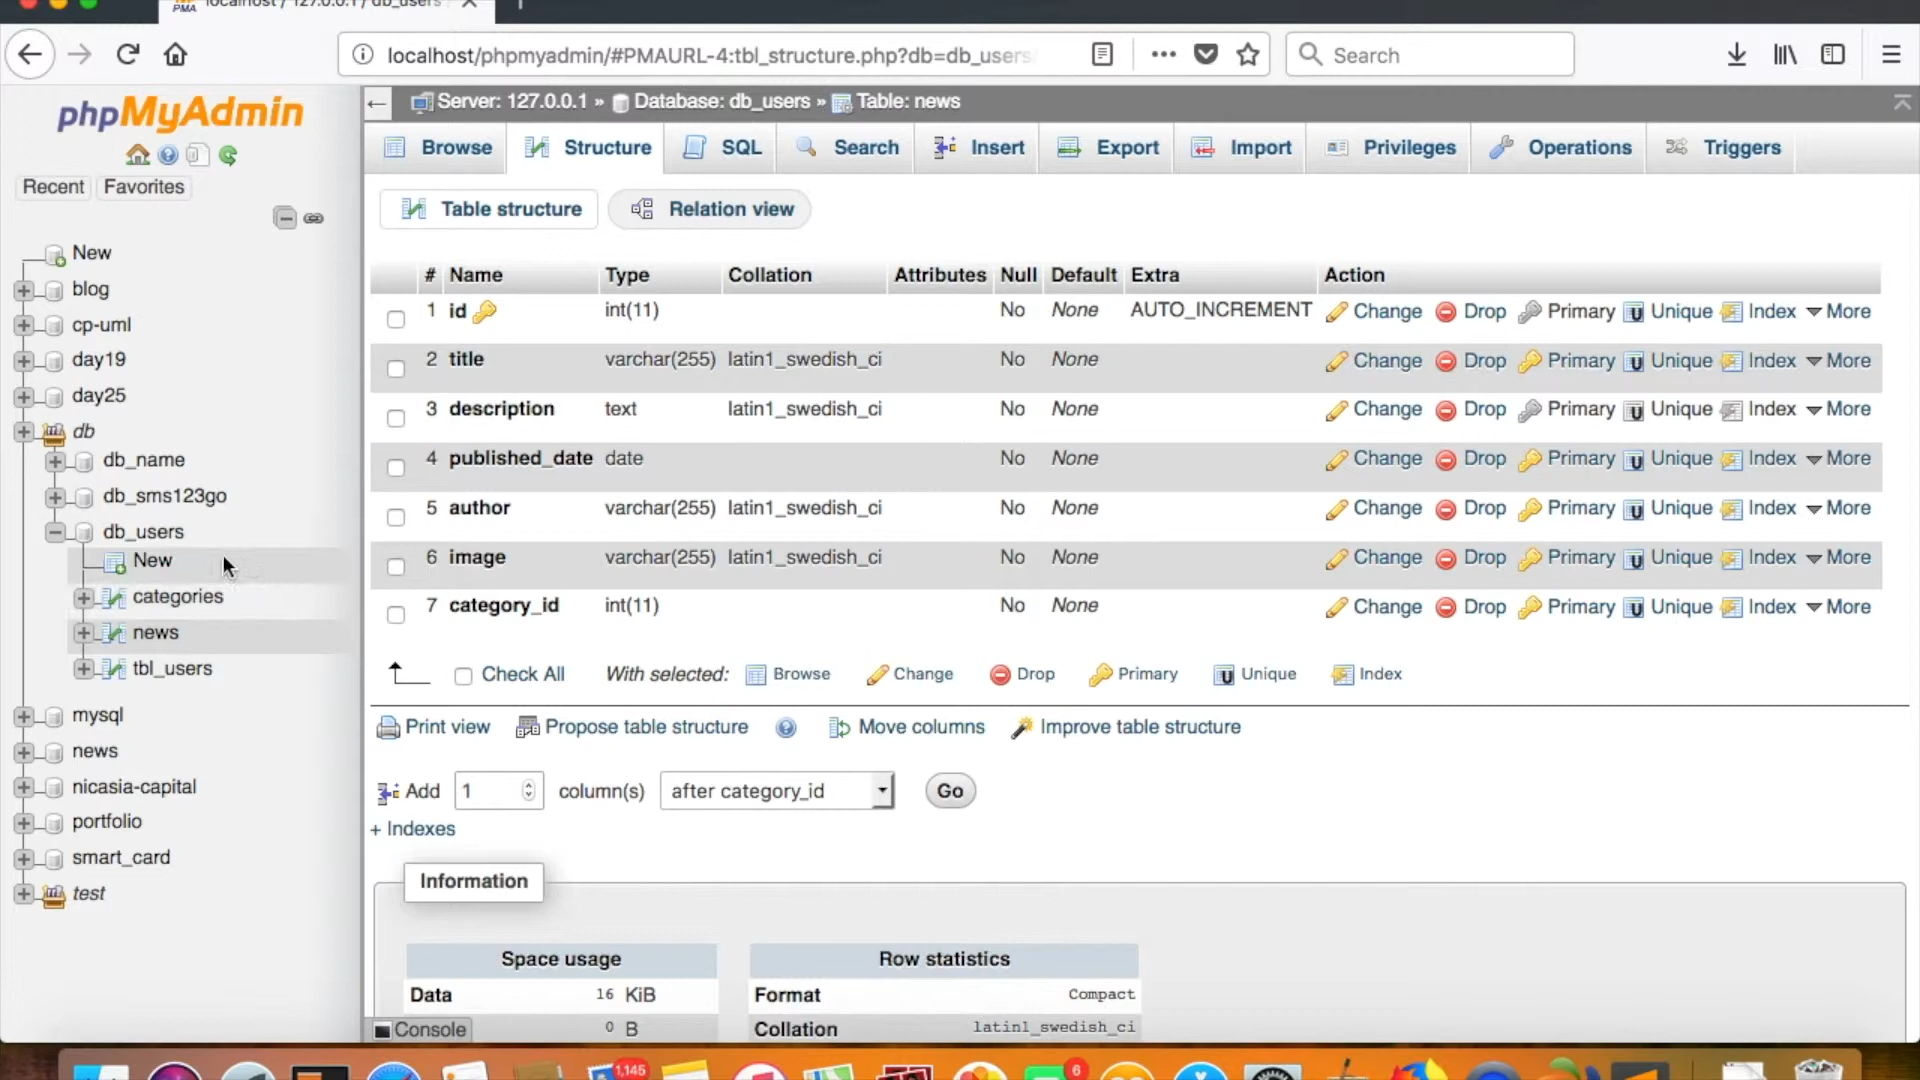 localhost / 127.0.0.1 / db_users
localhost/phpmyadmin/#PMAURL-4:tbl_structure.php?db=db_users
Search
phpMyAdmin
Recent
Favorites
New
blog
cp-uml
day19
day25
db
db_name
db_sms123go
db_users
New
categories
news
tbl_users
mysql
news
nicasia-capital
portfolio
smart_card
test
Server: 127.0.0.1 » Database: db_users » Table: news
Browse Structure SQL Search Insert Export Import Privileges Operations Triggers
Table structure Relation view
# Name Type Collation Attributes Null Default Extra Action
1 id int(11) No None AUTO_INCREMENT Change Drop Primary Unique Index More
2 title varchar(255) latin1_swedish_ci No None Change Drop Primary Unique Index More
3 description text latin1_swedish_ci No None Change Drop Primary Unique Index More
4 published_date date No None Change Drop Primary Unique Index More
5 author varchar(255) latin1_swedish_ci No None Change Drop Primary Unique Index More
6 image varchar(255) latin1_swedish_ci No None Change Drop Primary Unique Index More
7 category_id int(11) No None Change Drop Primary Unique Index More
Check All With selected: Browse Change Drop Primary Unique Index
Print view Propose table structure Move columns Improve table structure
Add 1 column(s) after category_id Go
+ Indexes
Information
Space usage Row statistics
Data 16 KiB Format Compact
0 B Collation latin1_swedish_ci
Console
1,145
6